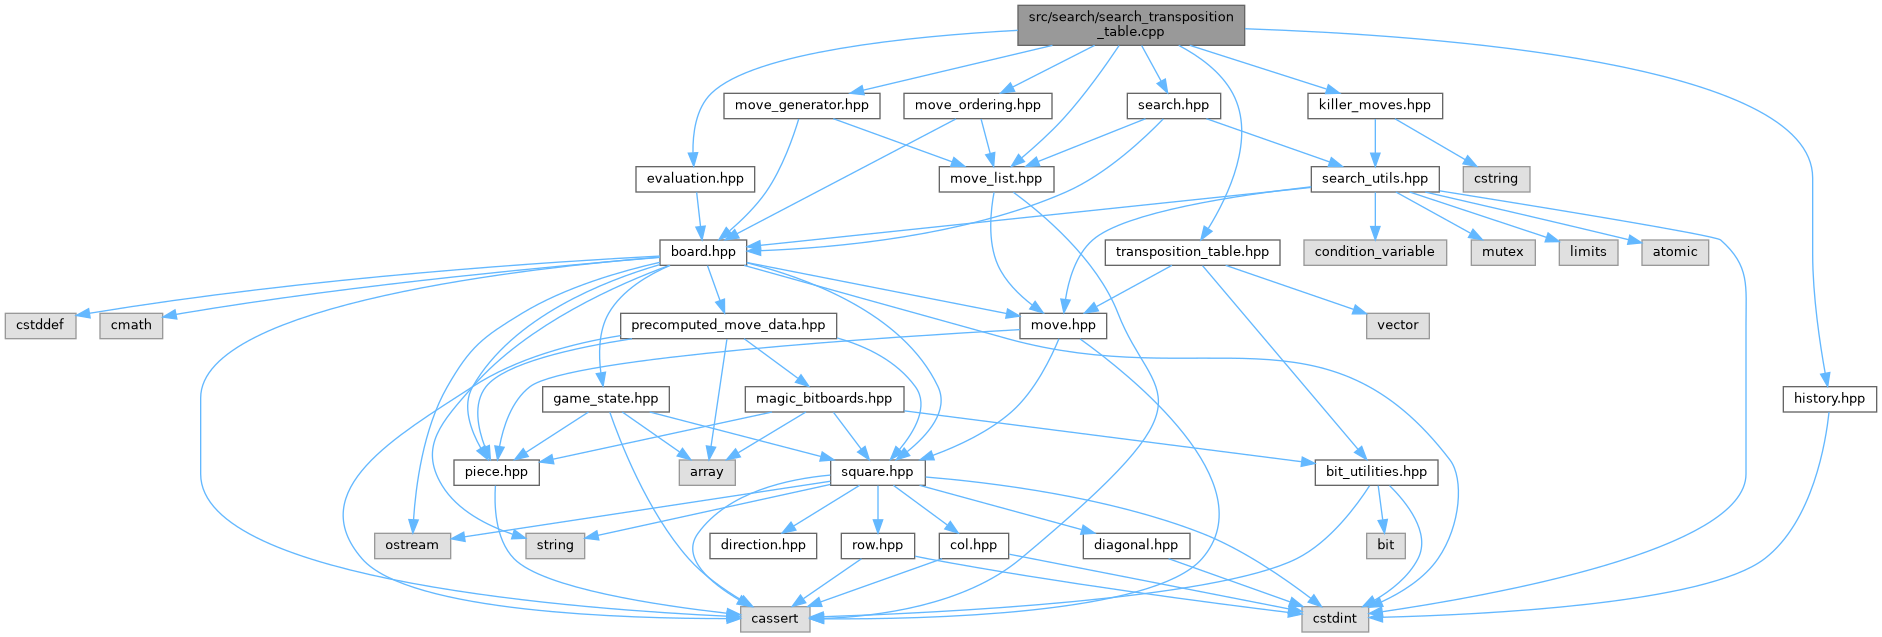 src/search/search_transposition
_table.cpp
move_generator.hpp
move_ordering.hpp
search.hpp
killer_moves.hpp
evaluation.hpp
move_list.hpp
search_utils.hpp
cstring
board.hpp
transposition_table.hpp
condition_variable
mutex
limits
atomic
cstddef
cmath
precomputed_move_data.hpp
move.hpp
vector
game_state.hpp
magic_bitboards.hpp
history.hpp
piece.hpp
array
square.hpp
bit_utilities.hpp
ostream
string
direction.hpp
row.hpp
col.hpp
diagonal.hpp
bit
cassert
cstdint